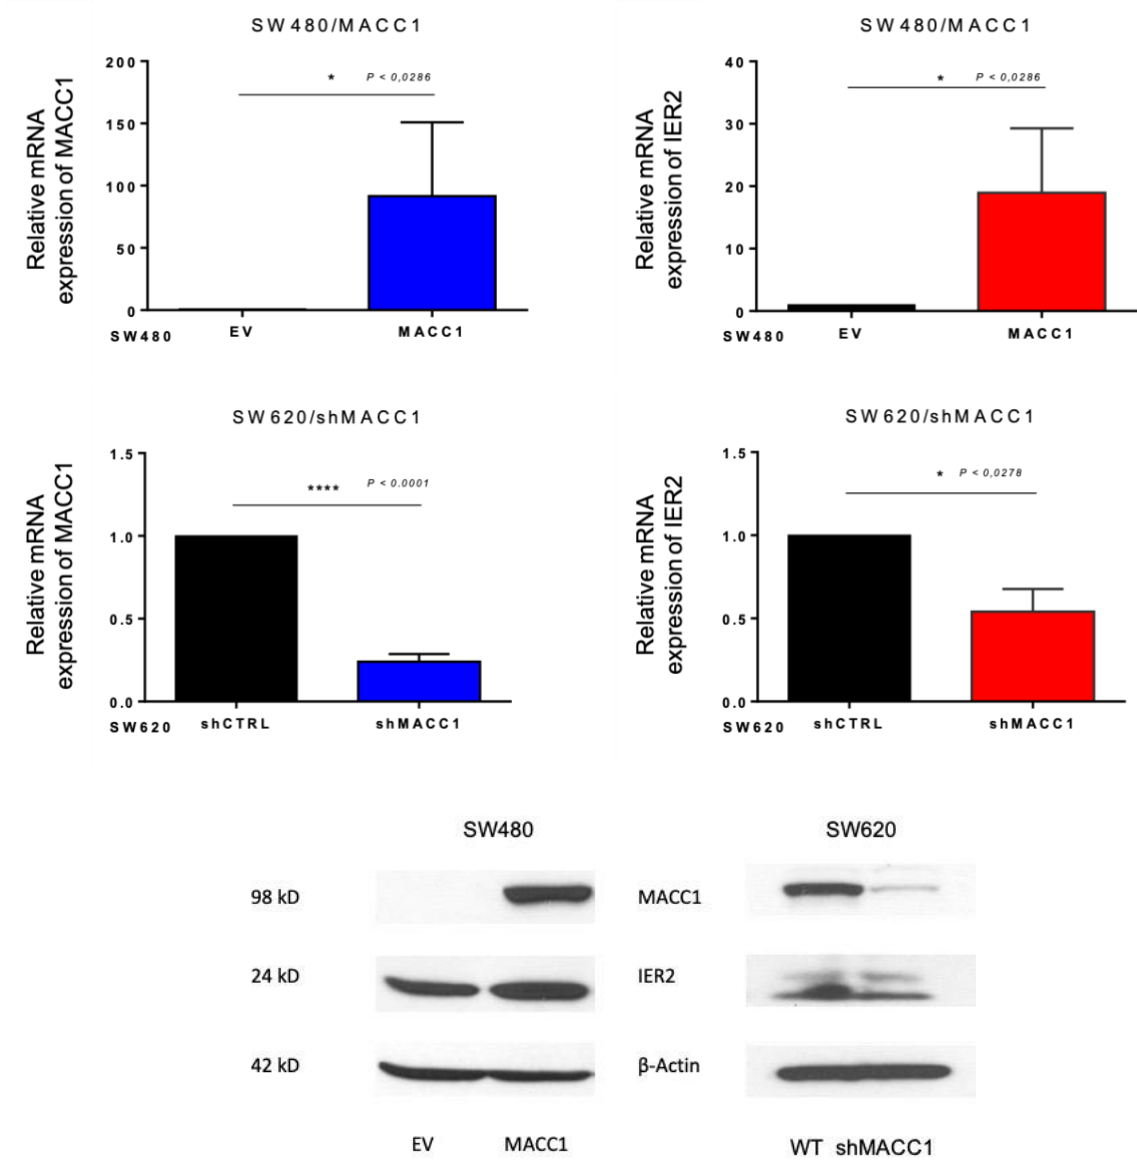 SW480/MACC1
Relative mRNA
expression of MACC1
200
150
100
50
0
* P < 0,0286
SW480 EV MACC1
SW480/MACC1
Relative mRNA
expression of IER2
40
30
20
10
0
* P < 0,0286
SW480 EV MACC1
SW620/shMACC1
Relative mRNA
expression of MACC1
1.5
1.0
0.5
0.0
**** P < 0.0001
SW620 shCTRL shMACC1
SW620/shMACC1
Relative mRNA
expression of IER2
1.5
1.0
0.5
0.0
* P < 0,0278
SW620 shCTRL shMACC1
SW480 SW620
98 kD MACC1
24 kD IER2
42 kD β-Actin
EV MACC1 WT shMACC1